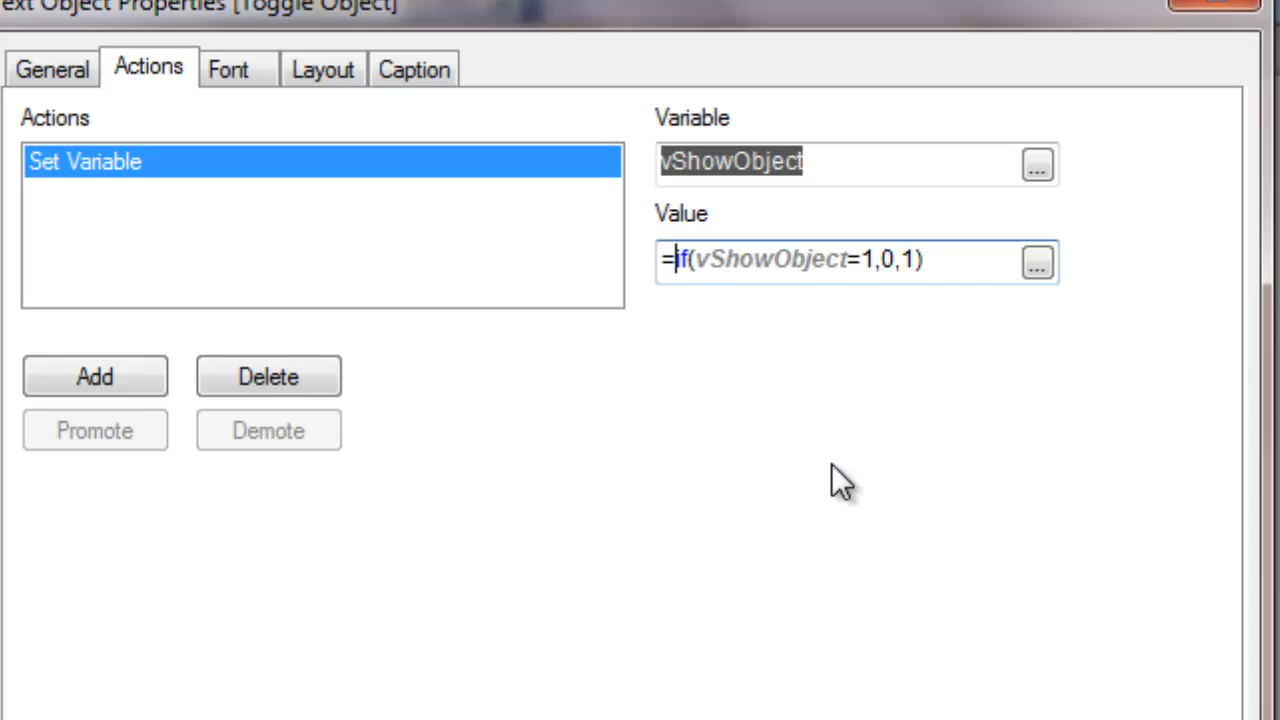 ext Object Properties [Toggle Object]
General Actions Font Layout Caption
Actions
Variable
Set Variable
vShowObject
...
Value
=if(vShowObject=1,0,1)
...
Add Delete
Promote Demote